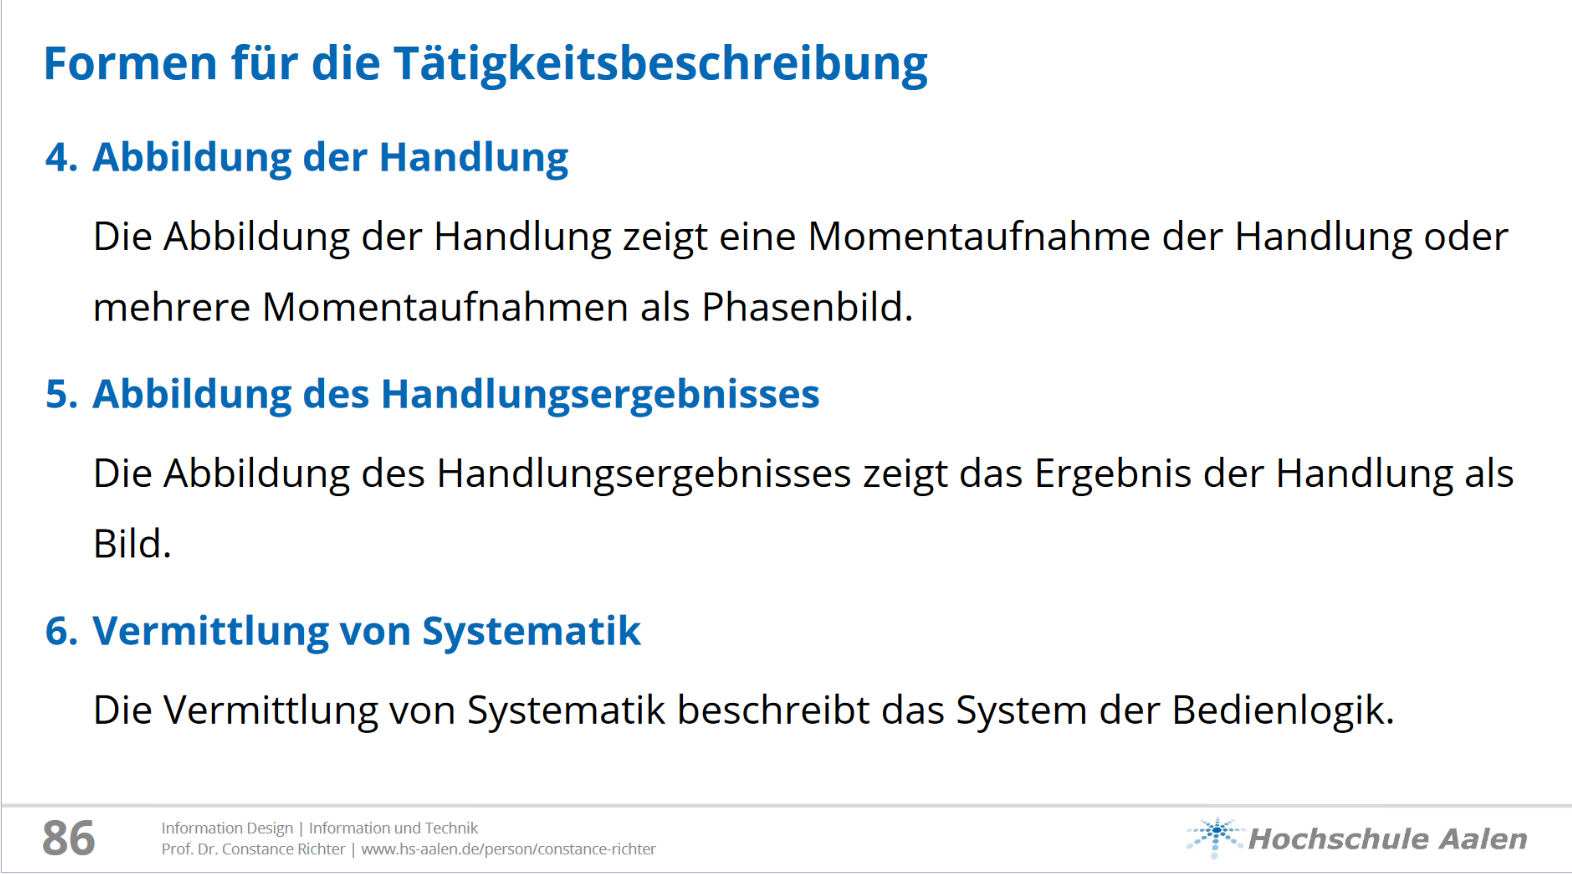 Formen für die Tätigkeitsbeschreibung
4. Abbildung der Handlung
Die Abbildung der Handlung zeigt eine Momentaufnahme der Handlung oder
mehrere Momentaufnahmen als Phasenbild.
5. Abbildung des Handlungsergebnisses
Die Abbildung des Handlungsergebnisses zeigt das Ergebnis der Handlung als
Bild.
6. Vermittlung von Systematik
Die Vermittlung von Systematik beschreibt das System der Bedienlogik.
86
Information Design | Information und Technik
Prof. Dr. Constance Richter | www.hs-aalen.de/person/constance-richter
Hochschule Aalen